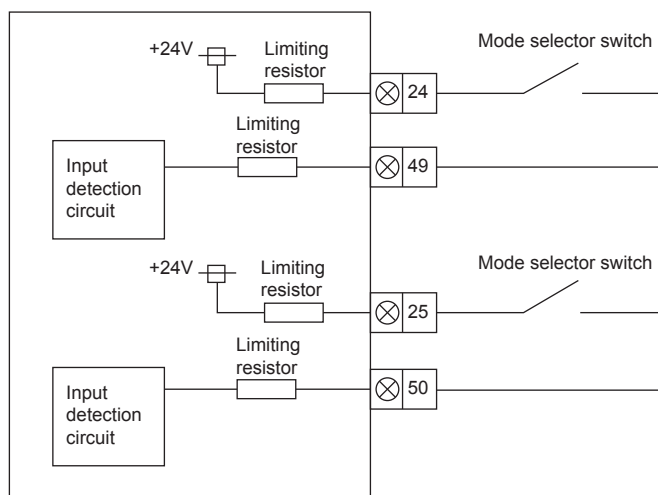 +24V
Limiting
resistor
24
Mode selector switch
Limiting
resistor
Input
detection
circuit
49
+24V
Limiting
resistor
25
Mode selector switch
Limiting
resistor
Input
detection
circuit
50